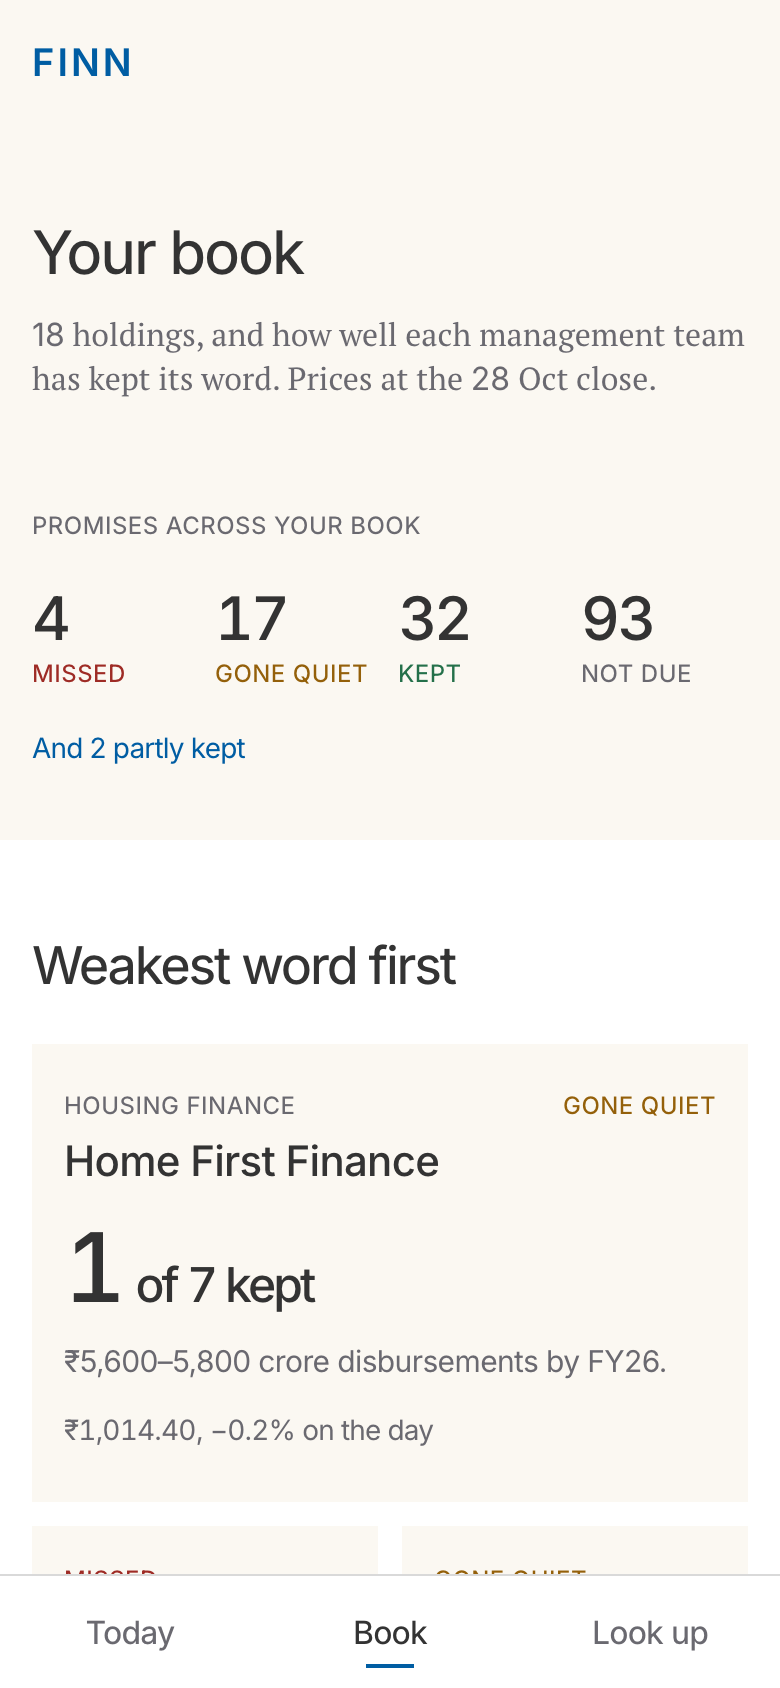 FINN
Your book
18 holdings, and how well each management team
has kept its word. Prices at the 28 Oct close.
PROMISES ACROSS YOUR BOOK
4 17 32 93
MISSED GONE QUIET KEPT NOT DUE
And 2 partly kept
Weakest word first
HOUSING FINANCE GONE QUIET
Home First Finance
1 of 7 kept
₹5,600–5,800 crore disbursements by FY26.
₹1,014.40, −0.2% on the day
MISSED GONE QUIET
Today Book Look up